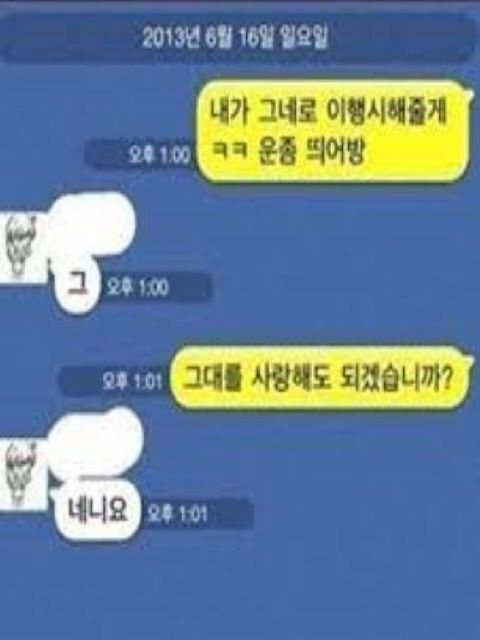 2013년 6월 16일 일요일
내가 그네로 이행시해줄게
ㅋㅋ 운좀 띄어방
오후 1:00
그
오후 1:00
그대를 사랑해도 되겠습니까?
오후 1:01
네니요
오후 1:01